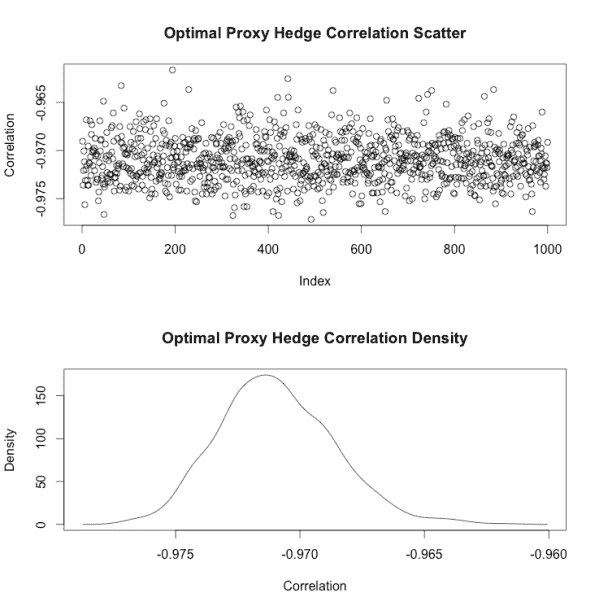 Optimal Proxy Hedge Correlation Scatter
Correlation
-0.965
-0.970
-0.975
0 200 400 600 800 1000
Index
Optimal Proxy Hedge Correlation Density
Density
150
100
50
0
-0.975 -0.970 -0.965 -0.960
Correlation